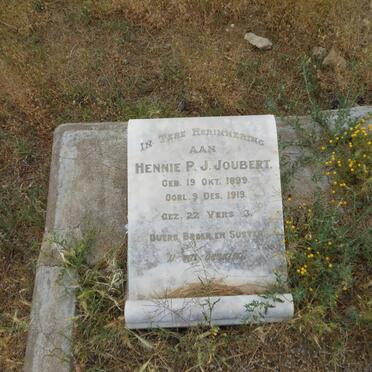 IN TERE HERINNERING
AAN
HENNIE P. J. JOUBERT.
GEB. 19 OKT. 1899.
OORL. 9 DES. 1919.
GEZ. 22 VERS 3.
OUERS, BROER, EN SUSTER